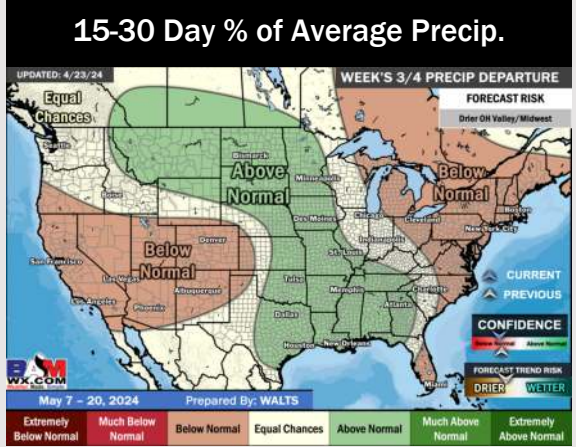 15-30 Day % of Average Precip.
UPDATED: 4/23/24
WEEK'S 3/4 PRECIP DEPARTURE
FORECAST RISK
Drier OH Valley/Midwest
Equal
Chances
Seattle
Boise
Bismarck
Above
Normal
Minneapolis
Des Moines
Chicago
Below
Normal
Cleveland
Boston
New York City
Indianapolis
St. Louis
Below
Normal
Denver
San Francisco
Las Vegas
Los Angeles
Phoenix
Albuquerque
Tulsa
Memphis
Charlotte
Atlanta
Dallas
Houston
New Orleans
Miami
CURRENT
PREVIOUS
CONFIDENCE
Below Normal
Above Normal
FORECAST TREND RISK
DRIER
WETTER
BAM
WX.COM
May 7 – 20, 2024
Prepared By: WALTS
Extremely
Below Normal
Much Below
Normal
Below Normal
Equal Chances
Above Normal
Much Above
Normal
Extremely
Above Normal